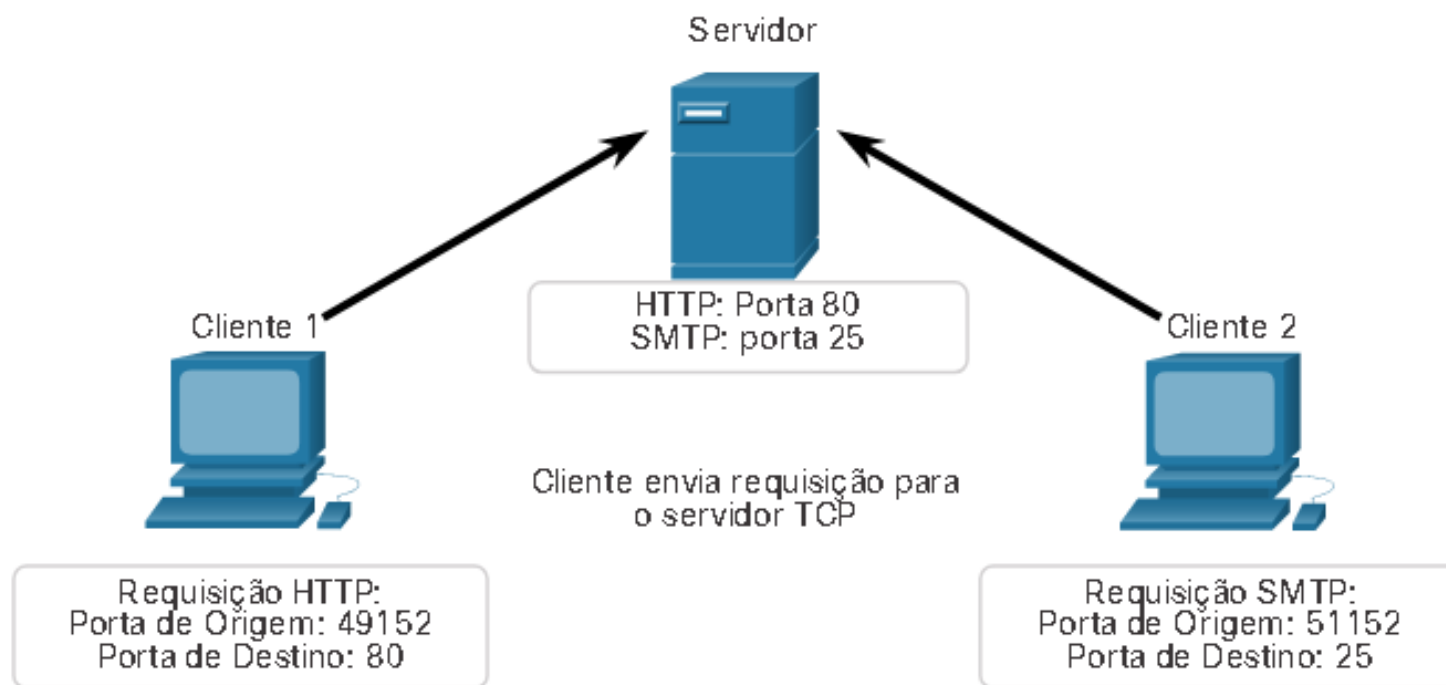 Servidor
HTTP: Porta 80
SMTP: porta 25
Cliente 1
Cliente 2
Cliente envia requisição para
o servidor TCP
Requisição HTTP:
Porta de Origem: 49152
Porta de Destino: 80
Requisição SMTP:
Porta de Origem: 51152
Porta de Destino: 25